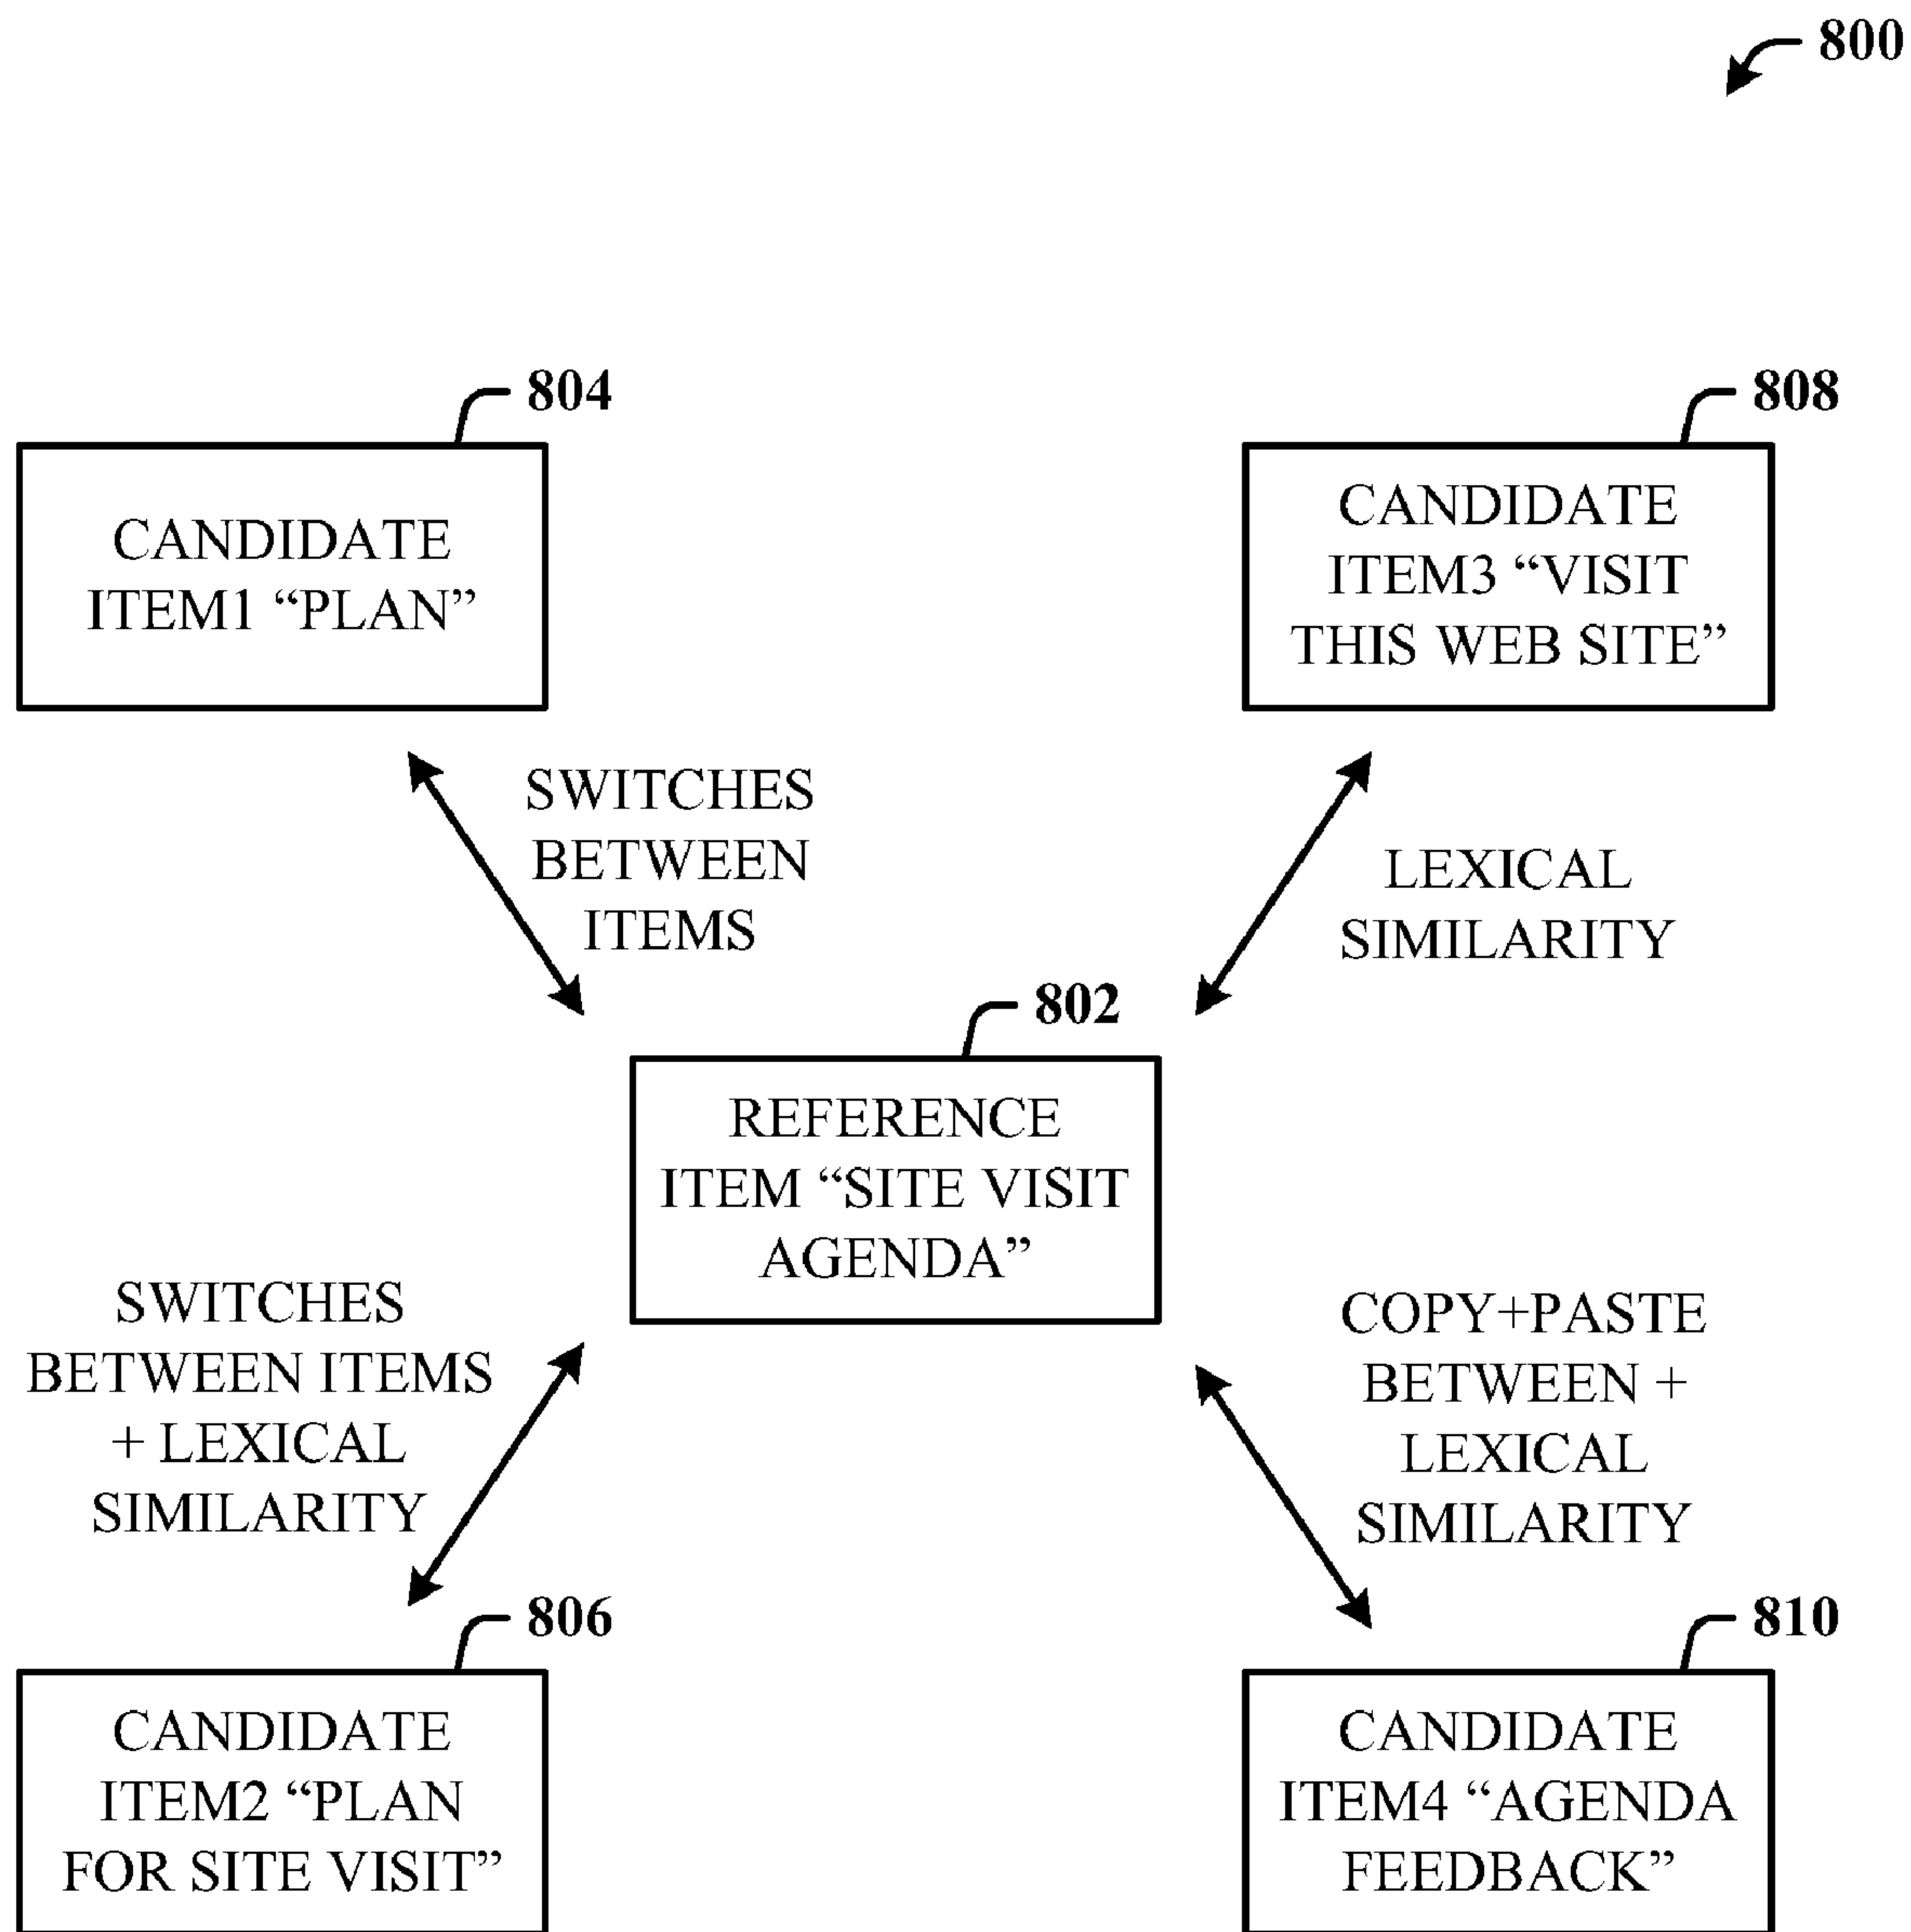 800
804
CANDIDATE
ITEM1 “PLAN”
808
CANDIDATE
ITEM3 “VISIT
THIS WEB SITE”
SWITCHES
BETWEEN
ITEMS
LEXICAL
SIMILARITY
802
REFERENCE
ITEM “SITE VISIT
AGENDA”
SWITCHES
BETWEEN ITEMS
+ LEXICAL
SIMILARITY
COPY+PASTE
BETWEEN +
LEXICAL
SIMILARITY
806
CANDIDATE
ITEM2 “PLAN
FOR SITE VISIT”
810
CANDIDATE
ITEM4 “AGENDA
FEEDBACK”